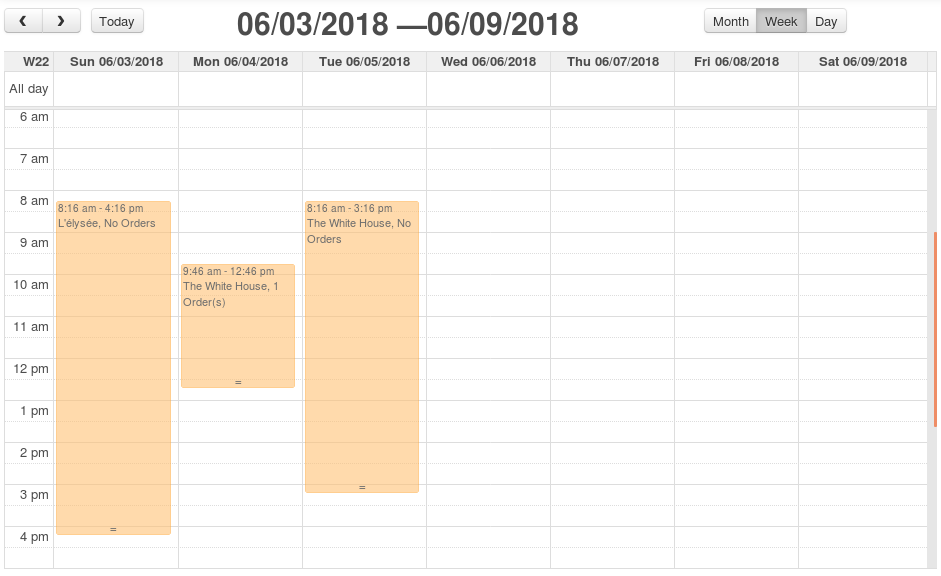 Today
06/03/2018 —06/09/2018
Month Week Day
W22 Sun 06/03/2018 Mon 06/04/2018 Tue 06/05/2018 Wed 06/06/2018 Thu 06/07/2018 Fri 06/08/2018 Sat 06/09/2018
All day
6 am
7 am
8 am
8:16 am - 4:16 pm
L'élysée, No Orders
8:16 am - 3:16 pm
The White House, No
Orders
9 am
9:46 am - 12:46 pm
The White House, 1
Order(s)
10 am
11 am
12 pm
1 pm
2 pm
3 pm
4 pm